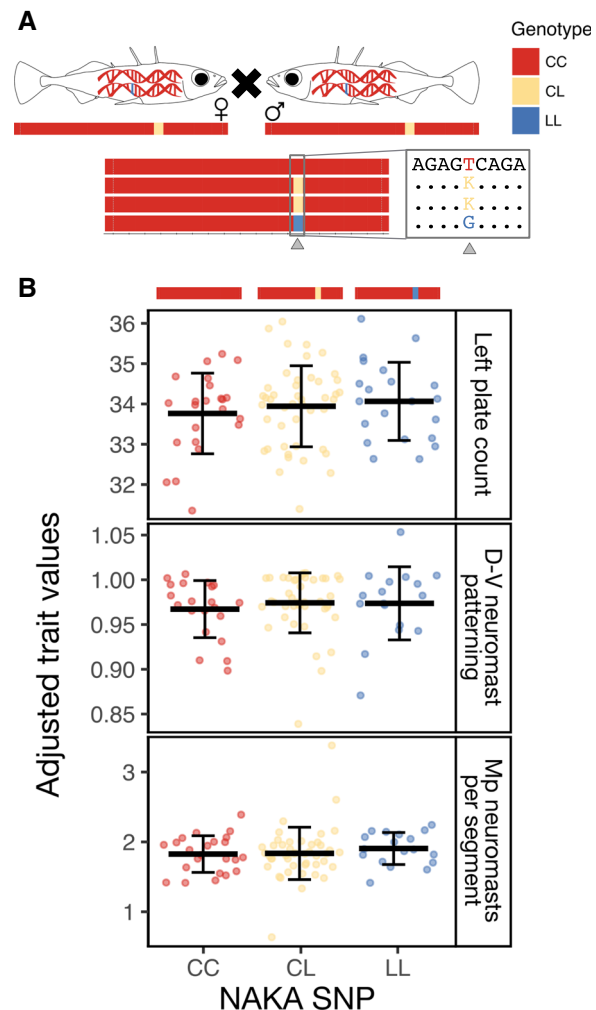 A
Genotype
CC
CL
LL
♀
♂
AGAGTCAGA
....K....
....K....
....G....
B
36
35
34
33
32
Left plate count
1.05
1.00
0.95
0.90
0.85
D-V neuromast
patterning
3
2
1
Mp neuromasts
per segment
Adjusted trait values
CC
CL
LL
NAKA SNP